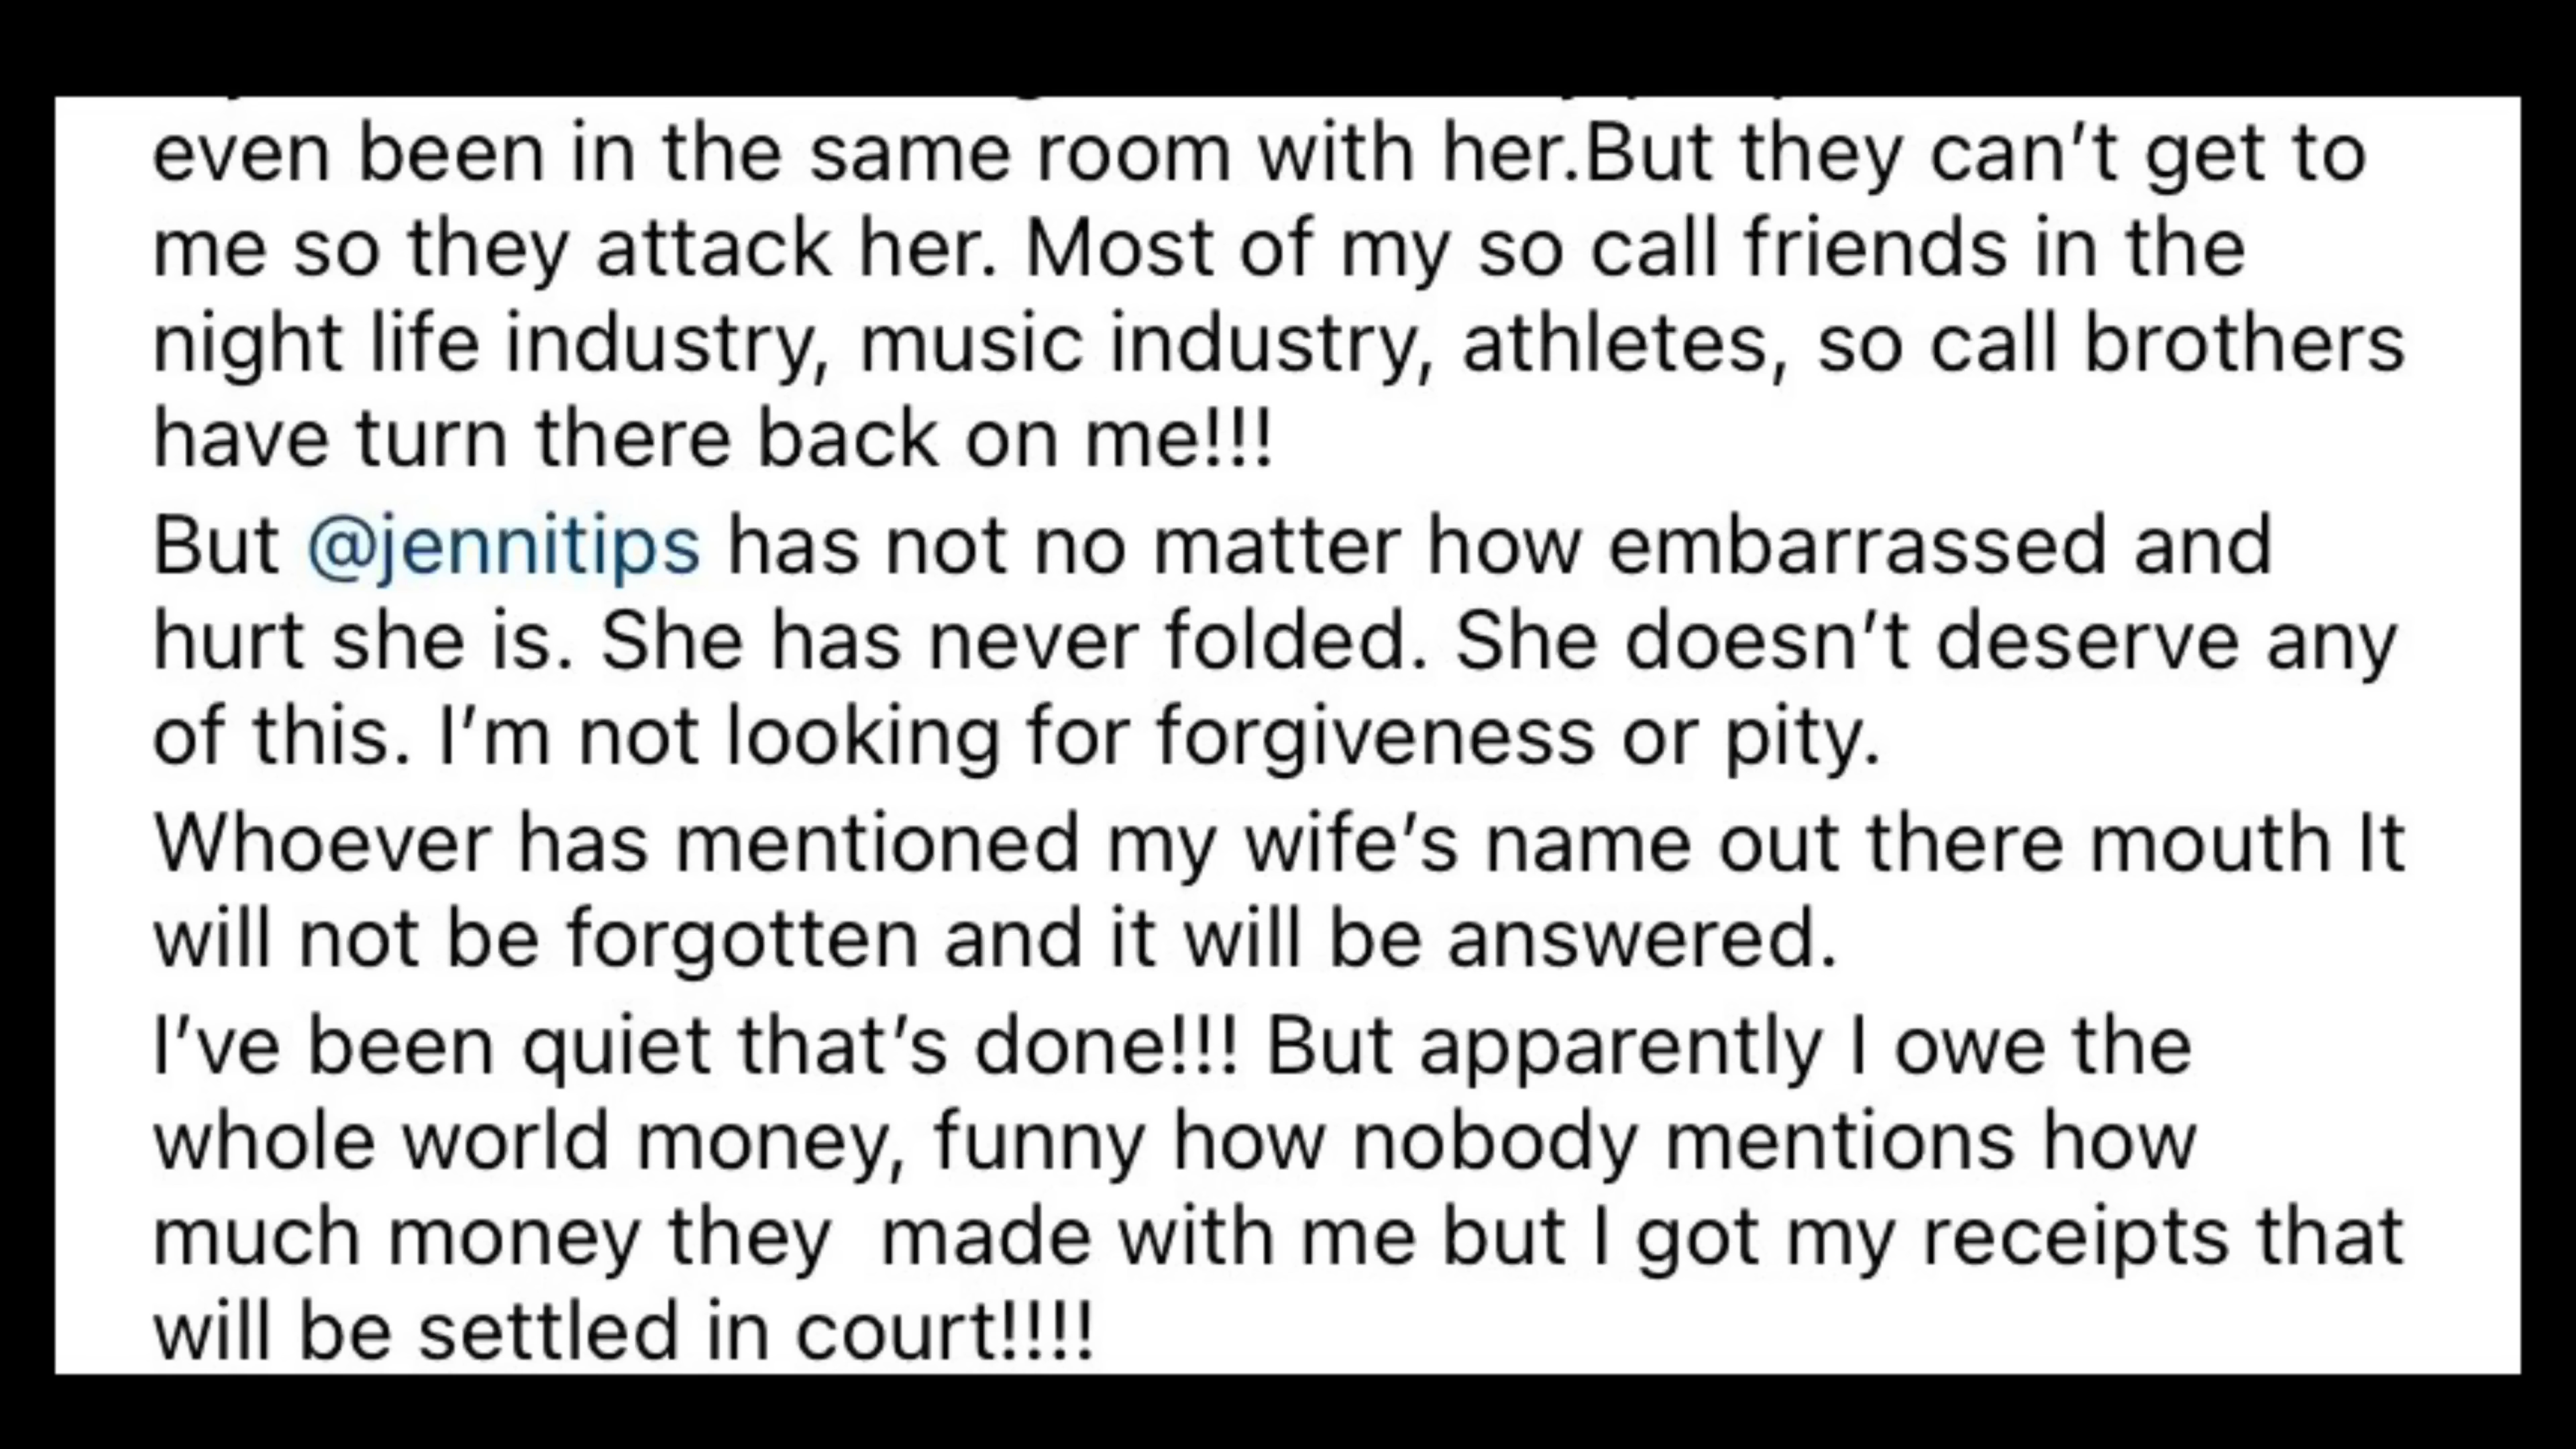 even been in the same room with her.But they can’t get to
me so they attack her. Most of my so call friends in the
night life industry, music industry, athletes, so call brothers
have turn there back on me!!!
But @jennitips has not no matter how embarrassed and
hurt she is. She has never folded. She doesn’t deserve any
of this. I’m not looking for forgiveness or pity.
Whoever has mentioned my wife’s name out there mouth It
will not be forgotten and it will be answered.
I’ve been quiet that’s done!!! But apparently I owe the
whole world money, funny how nobody mentions how
much money they  made with me but I got my receipts that
will be settled in court!!!!